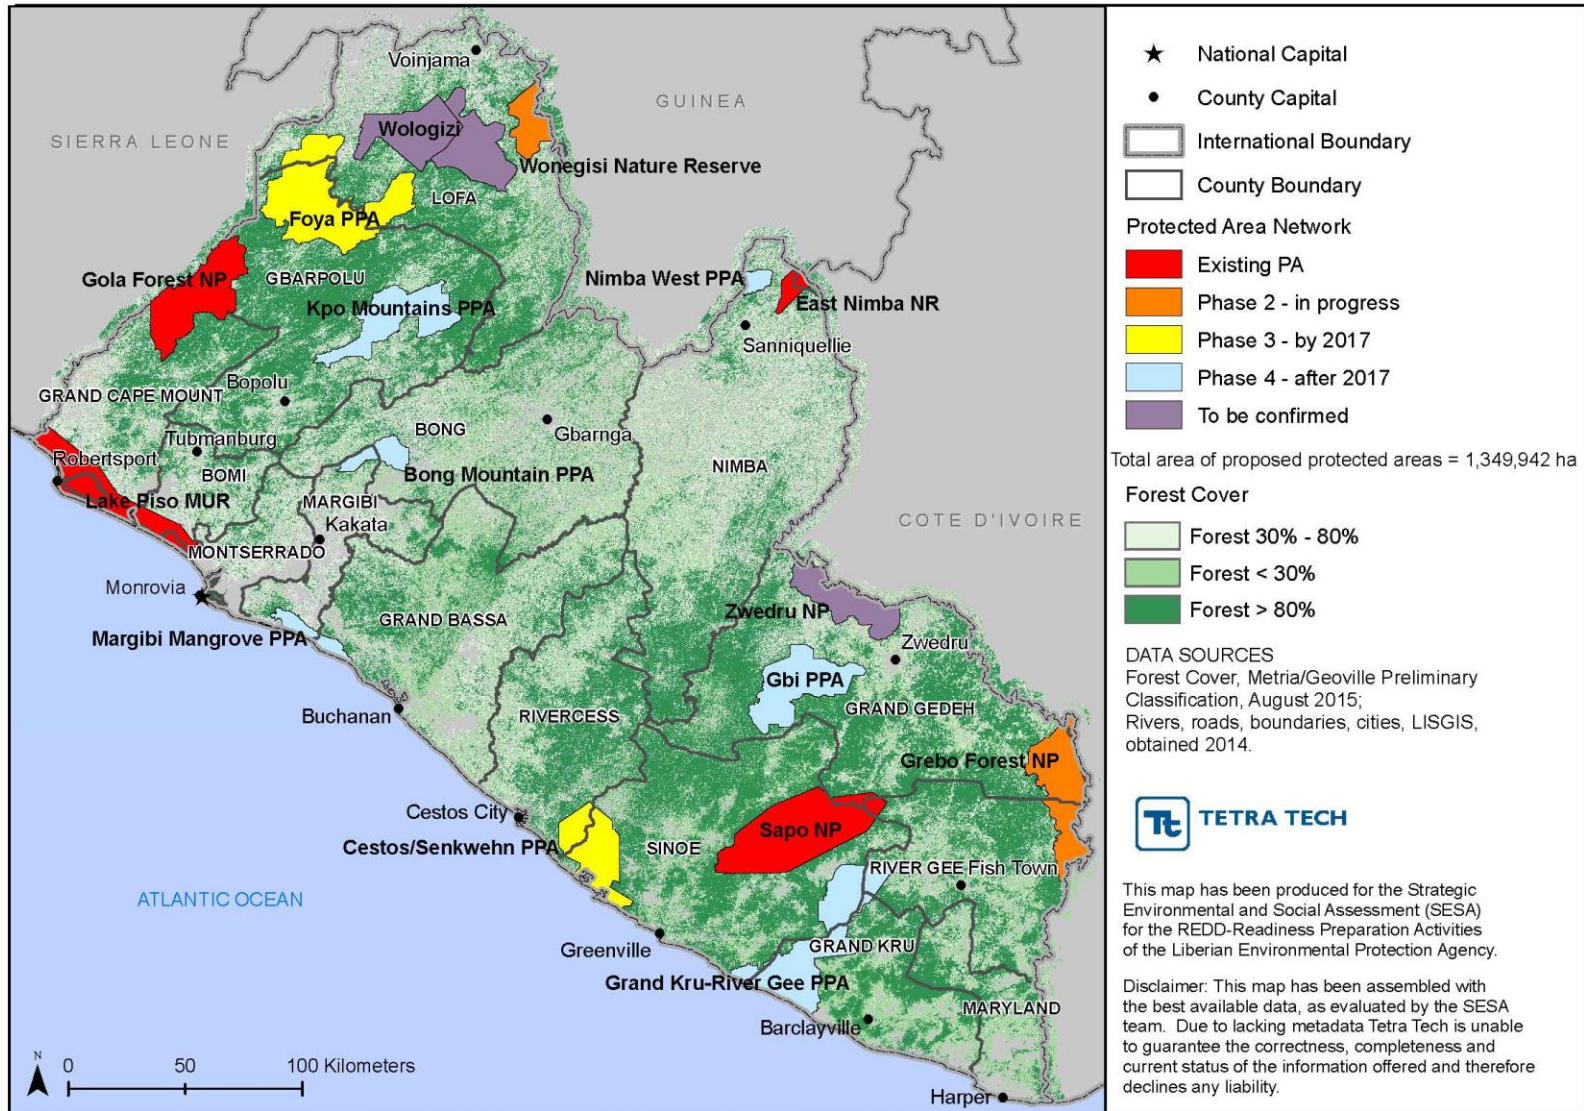 Voinjama
GUINEA
SIERRA LEONE
Wologizi
Wonegisi Nature Reserve
LOFA
Foya PPA
Gola Forest NP
GBARPOLU
Nimba West PPA
East Nimba NR
Kpo Mountains PPA
Sanniquellie
GRAND CAPE MOUNT
Bopolu
BONG
Gbarnga
Tubmanburg
Robertsport
BOMI
Bong Mountain PPA
NIMBA
Lake Piso MUR
MARGIBI
Kakata
COTE D'IVOIRE
MONTSERRADO
Monrovia
Zwedru NP
GRAND BASSA
Margibi Mangrove PPA
Zwedru
Gbi PPA
GRAND GEDEH
Buchanan
RIVERCESS
Grebo Forest NP
Cestos City
Sapo NP
Cestos/Senkwehn PPA
SINOE
RIVER GEE
Fish Town
ATLANTIC OCEAN
Greenville
GRAND KRU
Grand Kru-River Gee PPA
MARYLAND
Barclayville
Harper
N
0 50 100 Kilometers
National Capital
County Capital
International Boundary
County Boundary
Protected Area Network
Existing PA
Phase 2 - in progress
Phase 3 - by 2017
Phase 4 - after 2017
To be confirmed
Total area of proposed protected areas = 1,349,942 ha
Forest Cover
Forest 30% - 80%
Forest < 30%
Forest > 80%
DATA SOURCES
Forest Cover, Metria/Geoville Preliminary
Classification, August 2015;
Rivers, roads, boundaries, cities, LISGIS,
obtained 2014.
Tt TETRA TECH
This map has been produced for the Strategic
Environmental and Social Assessment (SESA)
for the REDD-Readiness Preparation Activities
of the Liberian Environmental Protection Agency.
Disclaimer: This map has been assembled with
the best available data, as evaluated by the SESA
team. Due to lacking metadata Tetra Tech is unable
to guarantee the correctness, completeness and
current status of the information offered and therefore
declines any liability.